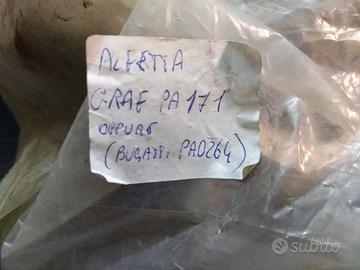 ALFETTA
GRAF PA 171
OPPURE
(BUGATTI PA0264)
subito